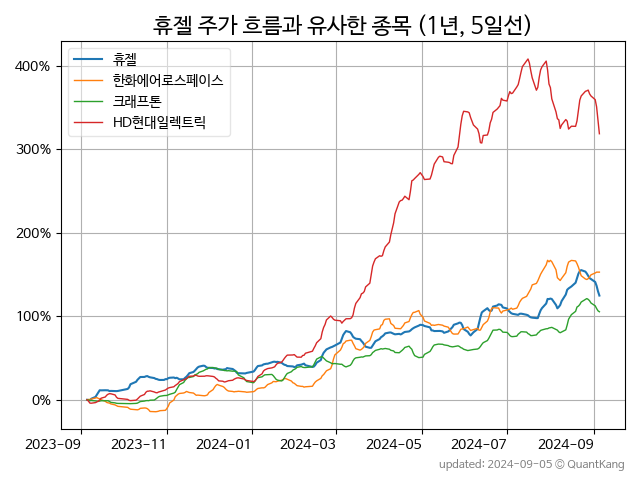 휴젤 주가 흐름과 유사한 종목 (1년, 5일선)
휴젤
한화에어로스페이스
크래프톤
HD현대일렉트릭
400%
300%
200%
100%
0%
2023-09 2023-11 2024-01 2024-03 2024-05 2024-07 2024-09
updated: 2024-09-05 © QuantKang